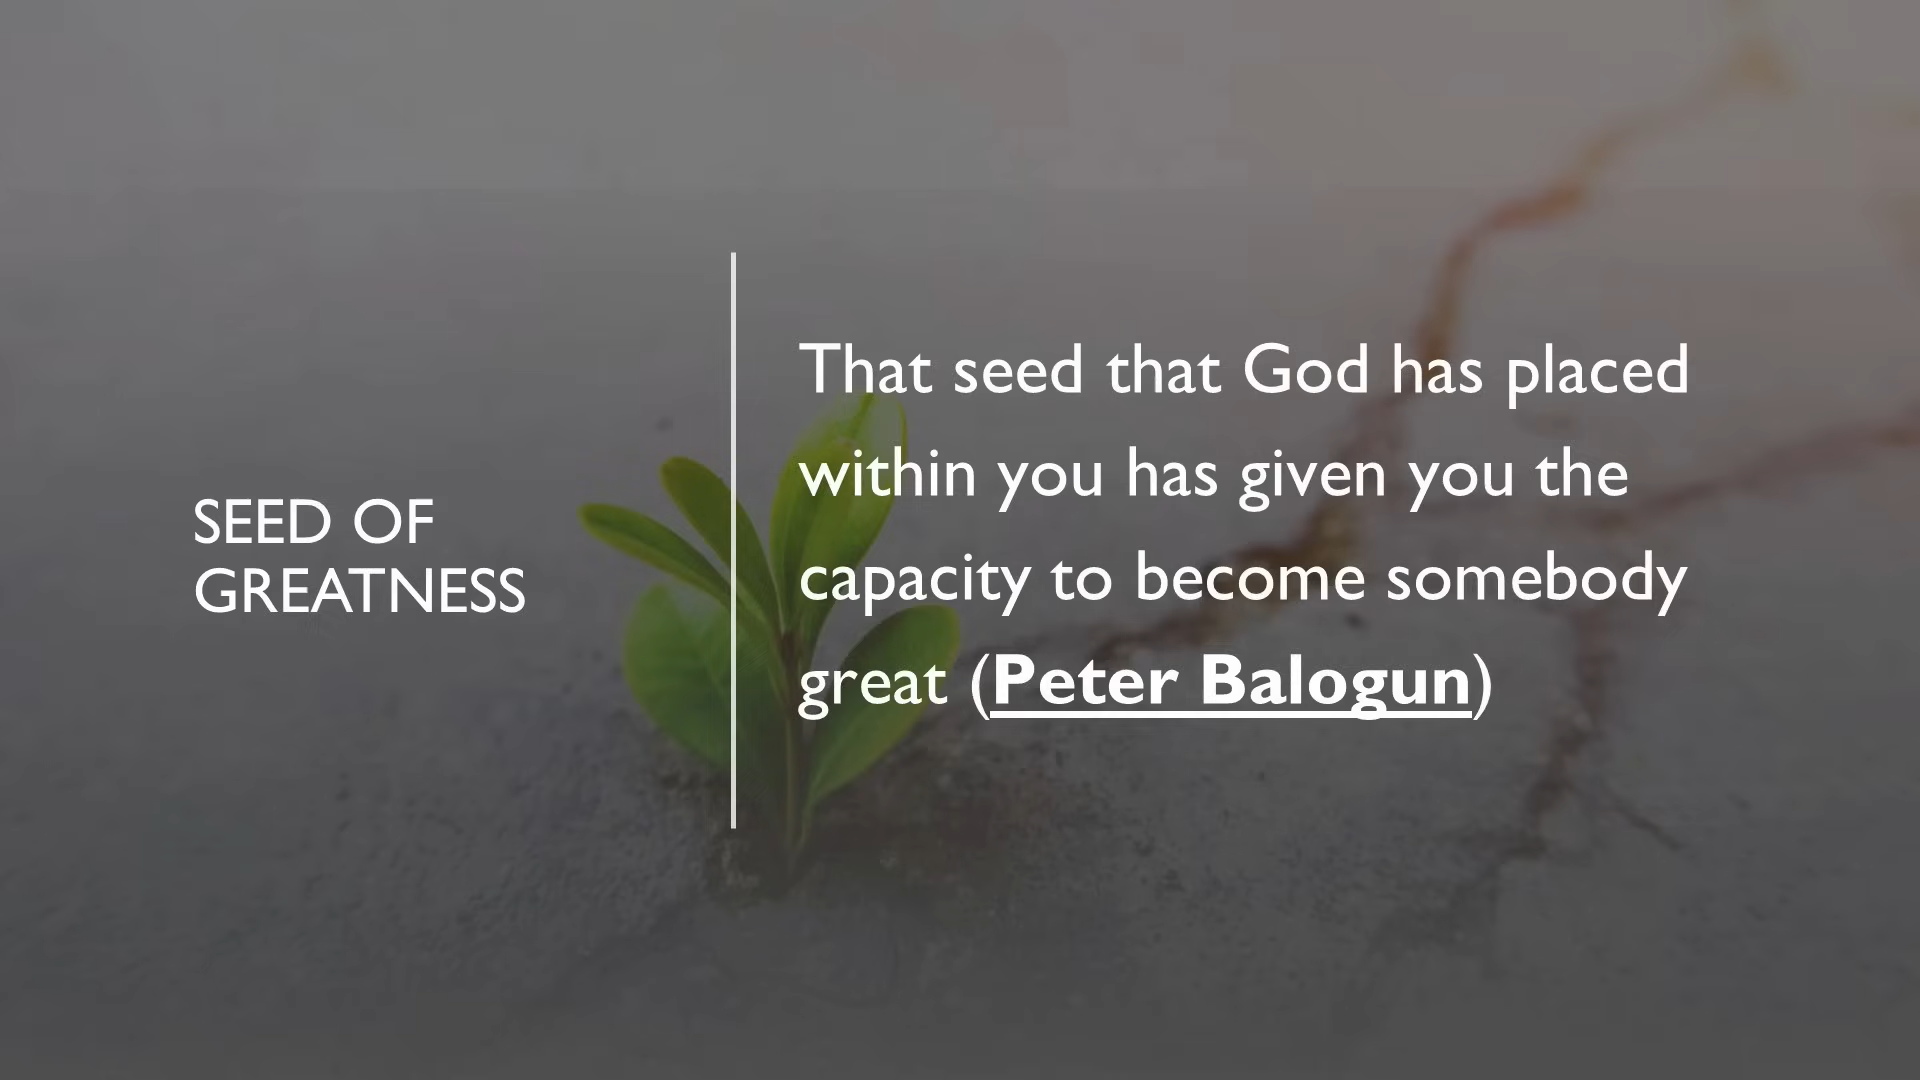 SEED OF
GREATNESS
That seed that God has placed
within you has given you the
capacity to become somebody
great (Peter Balogun)